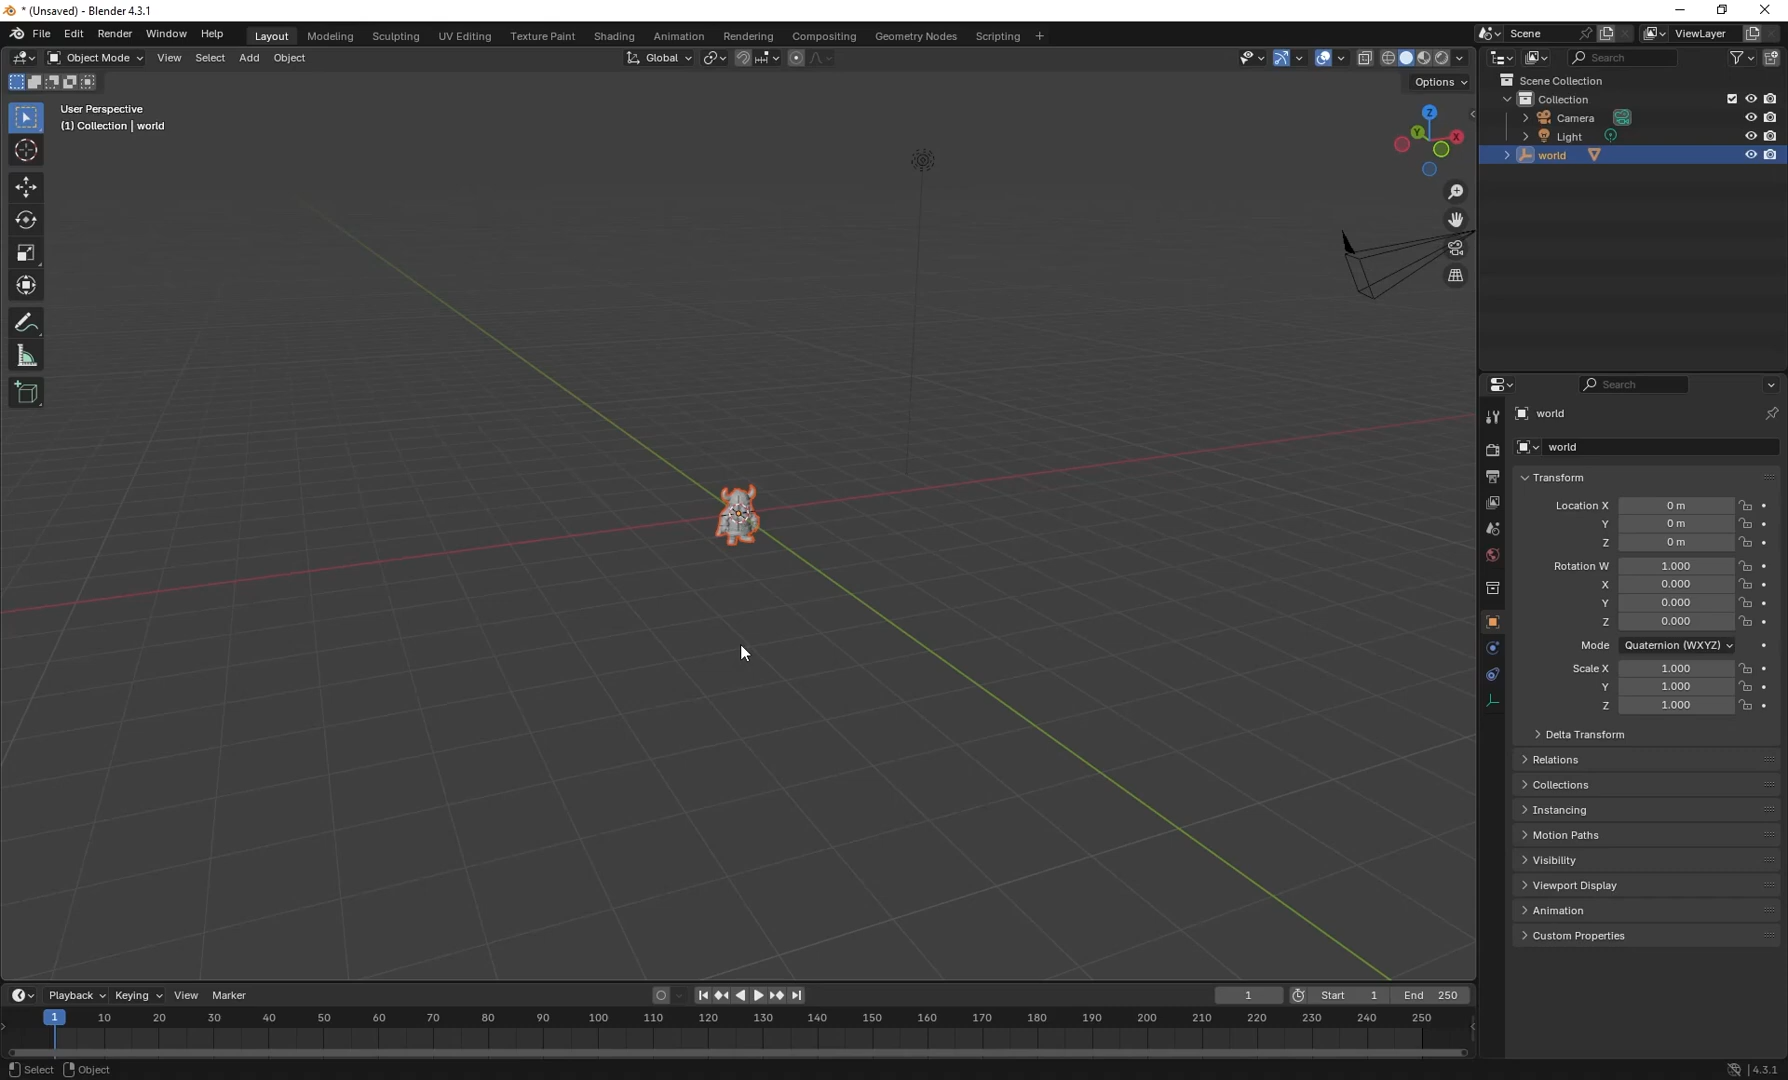 * (Unsaved) - Blender 4.3.1
File Edit Render Window Help Layout Modeling Sculpting UV Editing Texture Paint Shading Animation Rendering Compositing Geometry Nodes Scripting + Scene ViewLayer
Object Mode View Select Add Object Global Search
Options
User Perspective
(1) Collection | world
Z
Y
X
Scene Collection
Collection
Camera
Light
world
Search
world
world
Transform
Location X 0 m
Y 0 m
Z 0 m
Rotation W 1.000
X 0.000
Y 0.000
Z 0.000
Mode Quaternion (WXYZ)
Scale X 1.000
Y 1.000
Z 1.000
Delta Transform
Relations
Collections
Instancing
Motion Paths
Visibility
Viewport Display
Animation
Custom Properties
Playback Keying View Marker 1 Start 1 End 250
1 10 20 30 40 50 60 70 80 90 100 110 120 130 140 150 160 170 180 190 200 210 220 230 240 250
Select Object 4.3.1